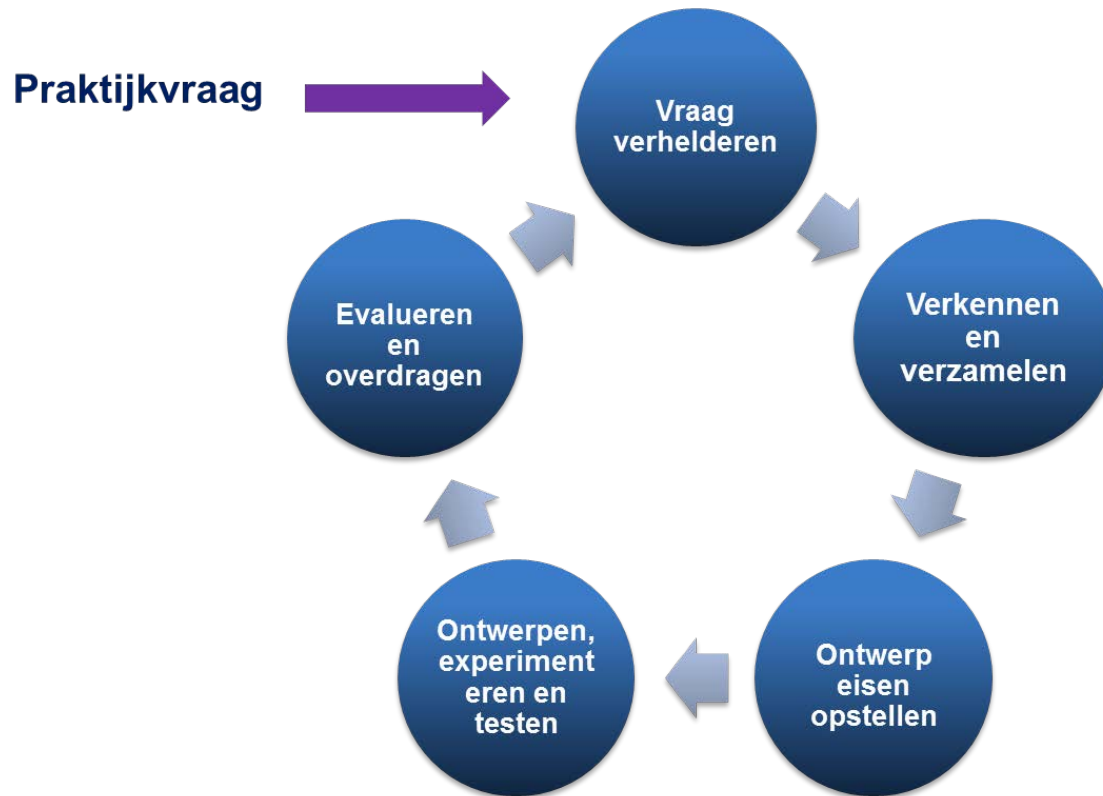 Praktijkvraag
Vraag
verhelderen
Verkennen
en
verzamelen
Ontwerp
eisen
opstellen
Ontwerpen,
experiment
eren en
testen
Evalueren
en
overdragen